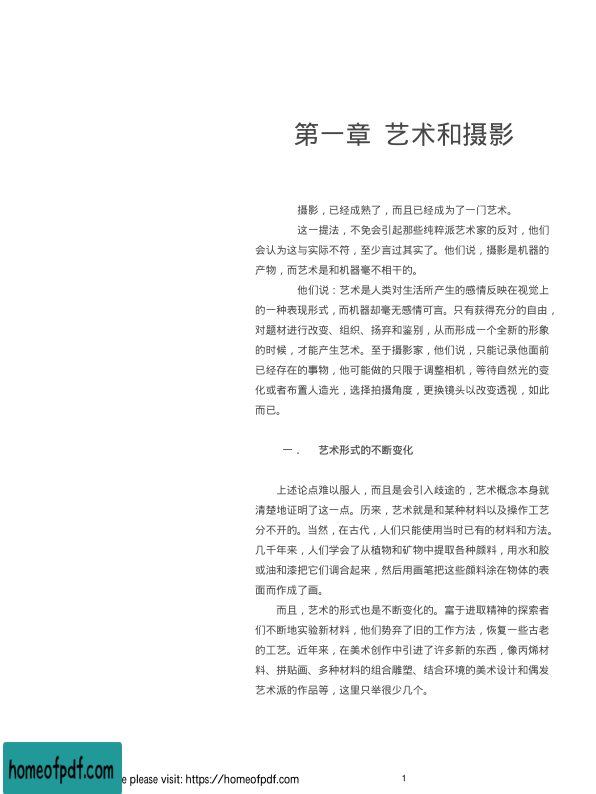 第一章 艺术和摄影
摄影，已经成熟了，而且已经成为了一门艺术。
这一提法，不免会引起那些纯粹派艺术家的反对，他们
会认为这与实际不符，至少言过其实了。他们说，摄影是机器的
产物，而艺术是和机器毫不相干的。
他们说：艺术是人类对生活所产生的感情反映在视觉上
的一种表现形式，而机器却毫无感情可言。只有获得充分的自由，
对题材进行改变、组织、扬弃和鉴别，从而形成一个全新的形象
的时候，才能产生艺术。至于摄影家，他们说，只能记录他面前
已经存在的事物，他可能做的只限于调整相机，等待自然光的变
化或者布置人造光，选择拍摄角度，更换镜头以改变透视，如此
而已。
一． 艺术形式的不断变化
上述论点难以服人，而且是会引入歧途的，艺术概念本身就
清楚地证明了这一点。历来，艺术就是和某种材料以及操作工艺
分不开的。当然，在古代，人们只能使用当时已有的材料和方法。
几千年来，人们学会了从植物和矿物中提取各种颜料，用水和胶
或油和漆把它们调合起来，然后用画笔把这些颜料涂在物体的表
面而作成了画。
而且，艺术的形式也是不断变化的。富于进取精神的探索者
们不断地实验新材料，他们势弃了旧的工作方法，恢复一些古老
的工艺。近年来，在美术创作中引进了许多新的东西，像丙烯材
料、拼贴画、多种材料的组合雕塑、结合环境的美术设计和偶发
艺术派的作品等，这里只举很少几个。
homeofpdf.com
e please visit: https://homeofpdf.com
1